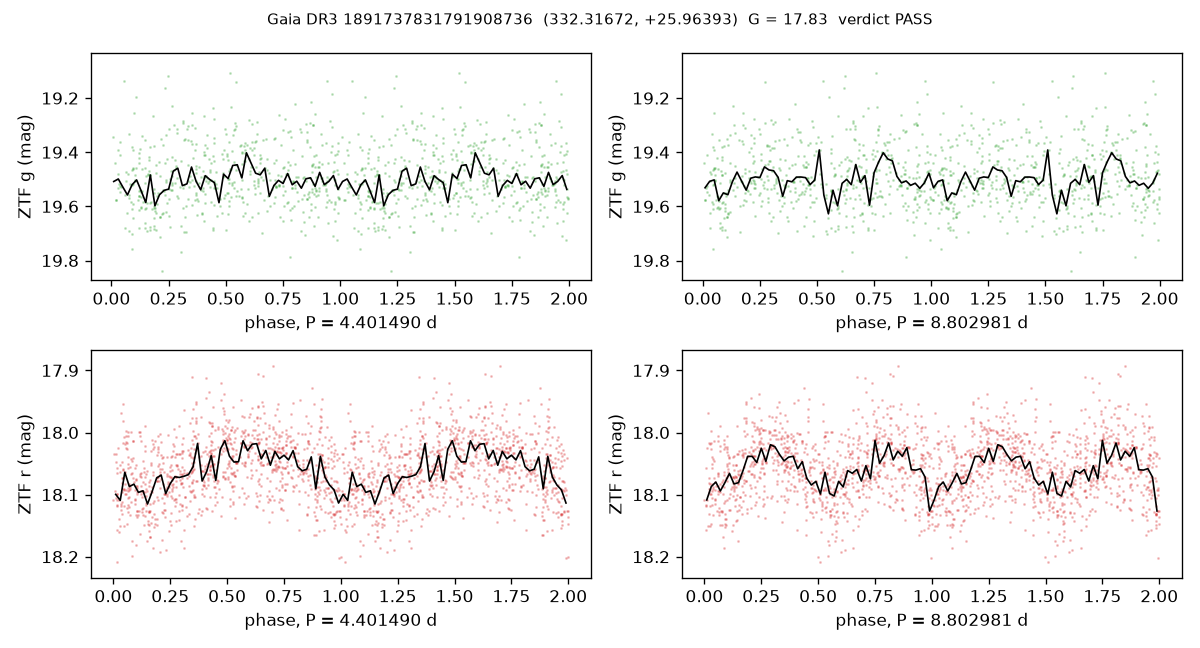 Gaia DR3 1891737831791908736 (332.31672, +25.96393) G = 17.83 verdict PASS
ZTF g (mag)
19.2
19.4
19.6
19.8
0.00 0.25 0.50 0.75 1.00 1.25 1.50 1.75 2.00
phase, P = 4.401490 d
ZTF g (mag)
19.2
19.4
19.6
19.8
0.00 0.25 0.50 0.75 1.00 1.25 1.50 1.75 2.00
phase, P = 8.802981 d
ZTF r (mag)
17.9
18.0
18.1
18.2
0.00 0.25 0.50 0.75 1.00 1.25 1.50 1.75 2.00
phase, P = 4.401490 d
ZTF r (mag)
17.9
18.0
18.1
18.2
0.00 0.25 0.50 0.75 1.00 1.25 1.50 1.75 2.00
phase, P = 8.802981 d